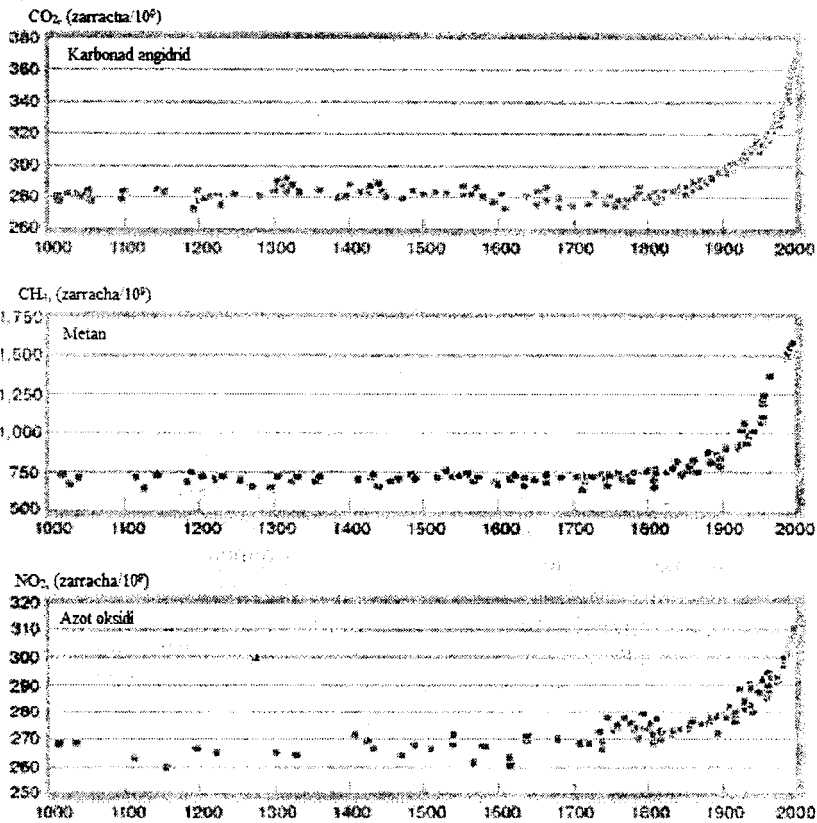 CO₂, (zarracha/10⁶)
380
Karbonad angidrid
360
340
320
300
280
260
1000 1100 1200 1300 1400 1500 1600 1700 1800 1900 2000
CH₄, (zarracha/10⁹)
1,750
Metan
1,500
1,250
1,000
750
500
1000 1100 1200 1300 1400 1500 1600 1700 1800 1900 2000
NO₂, (zarracha/10⁹)
320
Azot oksidi
310
300
290
280
270
260
250
1000 1100 1200 1300 1400 1500 1600 1700 1800 1900 2000